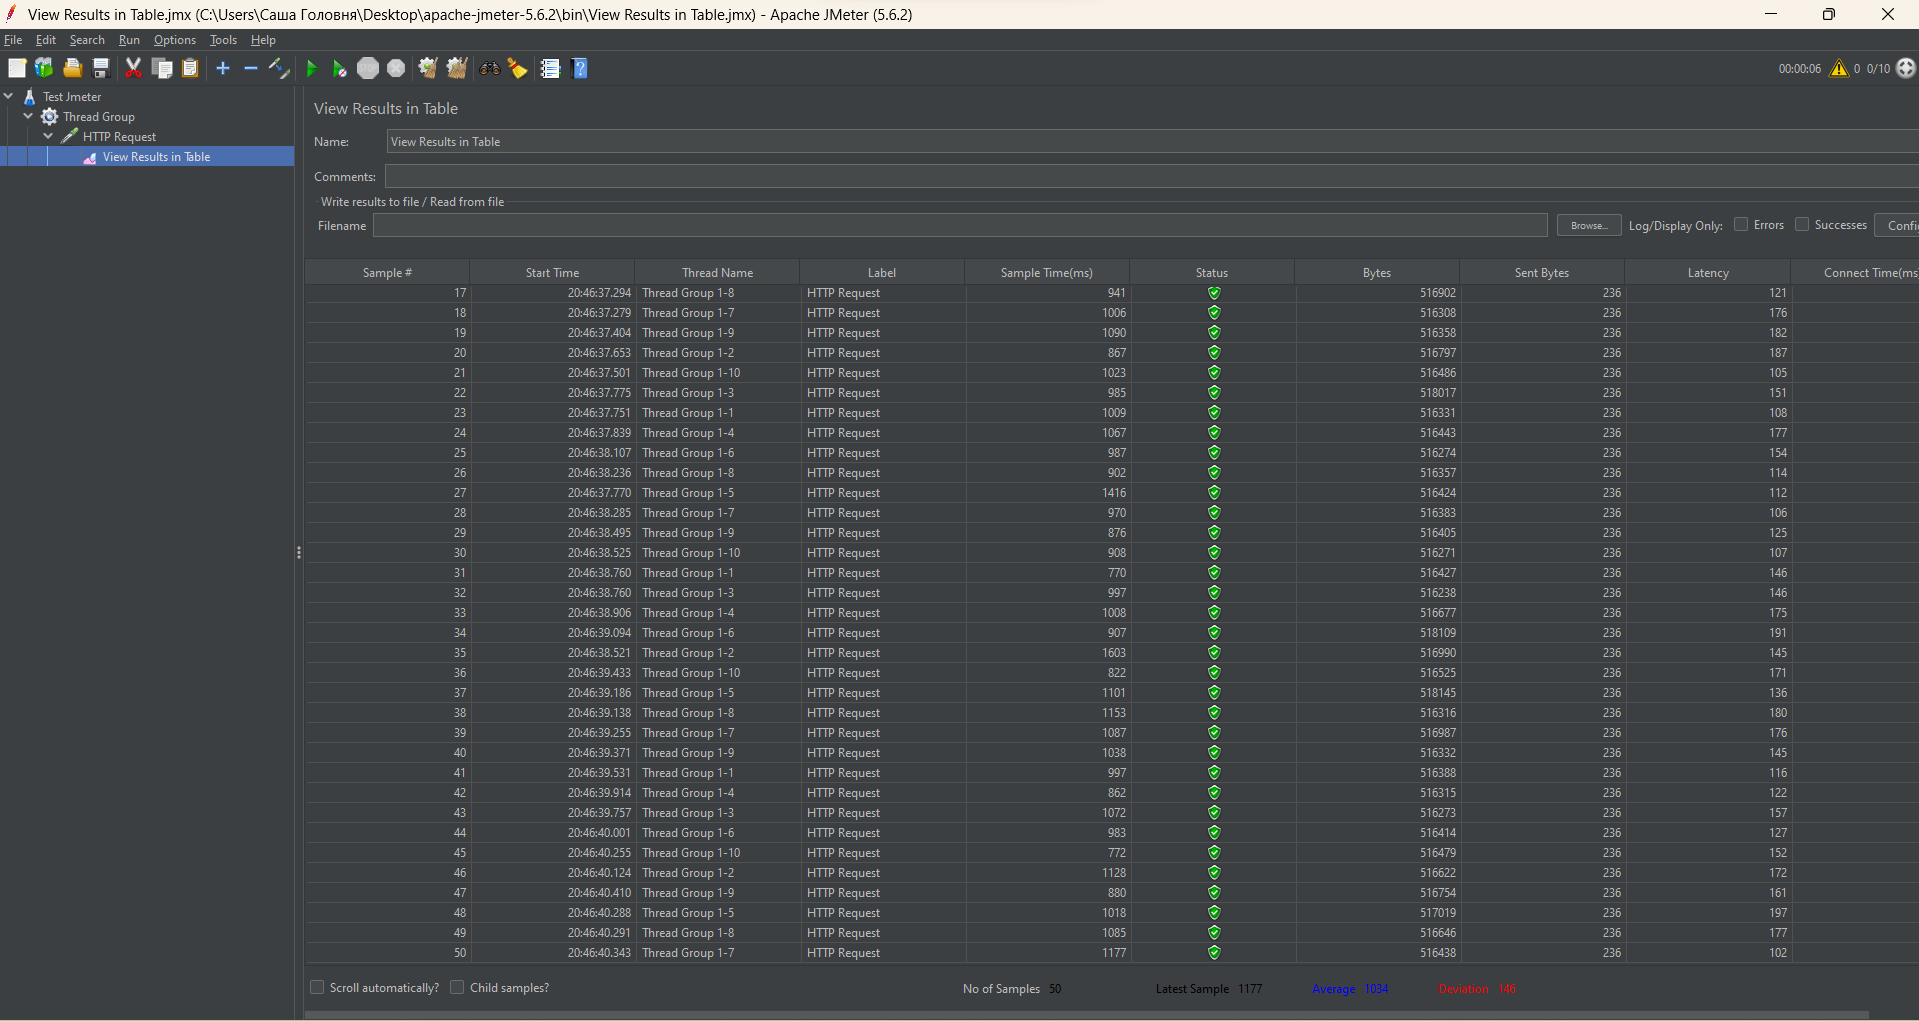 View Results in Table.jmx (C:\Users\Саша Головня\Desktop\apache-jmeter-5.6.2\bin\View Results in Table.jmx) - Apache JMeter (5.6.2)
File Edit Search Run Options Tools Help
00:00:06 0 0/10
Test Jmeter
Thread Group
HTTP Request
View Results in Table
View Results in Table
Name: View Results in Table
Comments:
Write results to file / Read from file
Filename Browse... Log/Display Only: Errors Successes Confi
Sample # Start Time Thread Name Label Sample Time(ms) Status Bytes Sent Bytes Latency Connect Time(ms
17 20:46:37.294 Thread Group 1-8 HTTP Request 941 516902 236 121
18 20:46:37.279 Thread Group 1-7 HTTP Request 1006 516308 236 176
19 20:46:37.404 Thread Group 1-9 HTTP Request 1090 516358 236 182
20 20:46:37.653 Thread Group 1-2 HTTP Request 867 516797 236 187
21 20:46:37.501 Thread Group 1-10 HTTP Request 1023 516486 236 105
22 20:46:37.775 Thread Group 1-3 HTTP Request 985 518017 236 151
23 20:46:37.751 Thread Group 1-1 HTTP Request 1009 516331 236 108
24 20:46:37.839 Thread Group 1-4 HTTP Request 1067 516443 236 177
25 20:46:38.107 Thread Group 1-6 HTTP Request 987 516274 236 154
26 20:46:38.236 Thread Group 1-8 HTTP Request 902 516357 236 114
27 20:46:37.770 Thread Group 1-5 HTTP Request 1416 516424 236 112
28 20:46:38.285 Thread Group 1-7 HTTP Request 970 516383 236 106
29 20:46:38.495 Thread Group 1-9 HTTP Request 876 516405 236 125
30 20:46:38.525 Thread Group 1-10 HTTP Request 908 516271 236 107
31 20:46:38.760 Thread Group 1-1 HTTP Request 770 516427 236 146
32 20:46:38.760 Thread Group 1-3 HTTP Request 997 516238 236 146
33 20:46:38.906 Thread Group 1-4 HTTP Request 1008 516677 236 175
34 20:46:39.094 Thread Group 1-6 HTTP Request 907 518109 236 191
35 20:46:38.521 Thread Group 1-2 HTTP Request 1603 516990 236 145
36 20:46:39.433 Thread Group 1-10 HTTP Request 822 516525 236 171
37 20:46:39.186 Thread Group 1-5 HTTP Request 1101 518145 236 136
38 20:46:39.138 Thread Group 1-8 HTTP Request 1153 516316 236 180
39 20:46:39.255 Thread Group 1-7 HTTP Request 1087 516987 236 176
40 20:46:39.371 Thread Group 1-9 HTTP Request 1038 516332 236 145
41 20:46:39.531 Thread Group 1-1 HTTP Request 997 516388 236 116
42 20:46:39.914 Thread Group 1-4 HTTP Request 862 516315 236 122
43 20:46:39.757 Thread Group 1-3 HTTP Request 1072 516273 236 157
44 20:46:40.001 Thread Group 1-6 HTTP Request 983 516414 236 127
45 20:46:40.255 Thread Group 1-10 HTTP Request 772 516479 236 152
46 20:46:40.124 Thread Group 1-2 HTTP Request 1128 516622 236 172
47 20:46:40.410 Thread Group 1-9 HTTP Request 880 516754 236 161
48 20:46:40.288 Thread Group 1-5 HTTP Request 1018 517019 236 197
49 20:46:40.291 Thread Group 1-8 HTTP Request 1085 516646 236 177
50 20:46:40.343 Thread Group 1-7 HTTP Request 1177 516438 236 102
Scroll automatically? Child samples? No of Samples 50 Latest Sample 1177 Average 1034 Deviation 146